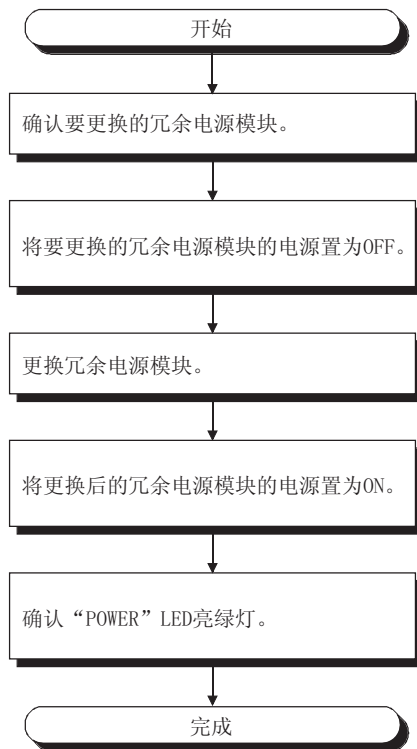 开始
确认要更换的冗余电源模块。
将要更换的冗余电源模块的电源置为OFF。
更换冗余电源模块。
将更换后的冗余电源模块的电源置为ON。
确认“POWER”LED亮绿灯。
完成